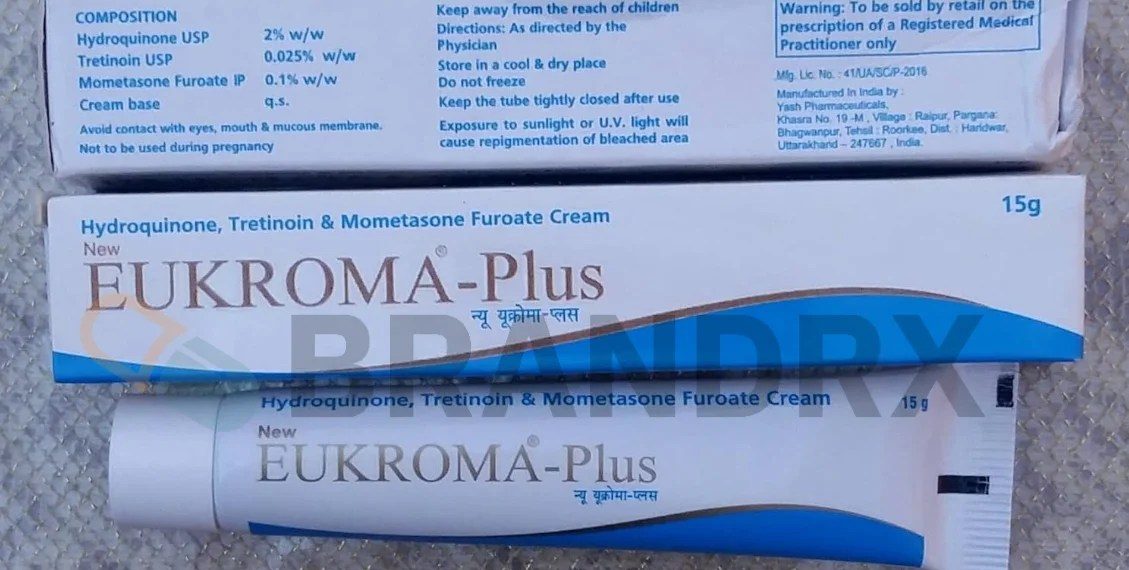 COMPOSITION
Hydroquinone USP 2% w/w
Tretinoin USP 0.025% w/w
Mometasone Furoate IP 0.1% w/w
Cream base q.s.
Avoid contact with eyes, mouth & mucous membrane.
Not to be used during pregnancy
Keep away from the reach of children
Directions: As directed by the
Physician
Store in a cool & dry place
Do not freeze
Keep the tube tightly closed after use
Exposure to sunlight or U.V. light will
cause repigmentation of bleached area
Warning: To be sold by retail on the
prescription of a Registered Medical
Practitioner only
Mfg. Lic. No. : 41/UA/SC/P-2016
Manufactured In India by :
Yash Pharmaceuticals,
Khasra No. 19 -M , Village : Raipur, Pargana:
Bhagwanpur, Tehsil : Roorkee, Dist. : Haridwar,
Uttarakhand – 247667 , India.
Hydroquinone, Tretinoin & Mometasone Furoate Cream
15g
New
EUKROMA®-Plus
न्यू यूक्रोमा-प्लस
BRANDRX
Hydroquinone, Tretinoin & Mometasone Furoate Cream
15 g
New
EUKROMA®-Plus
न्यू यूक्रोमा-प्लस